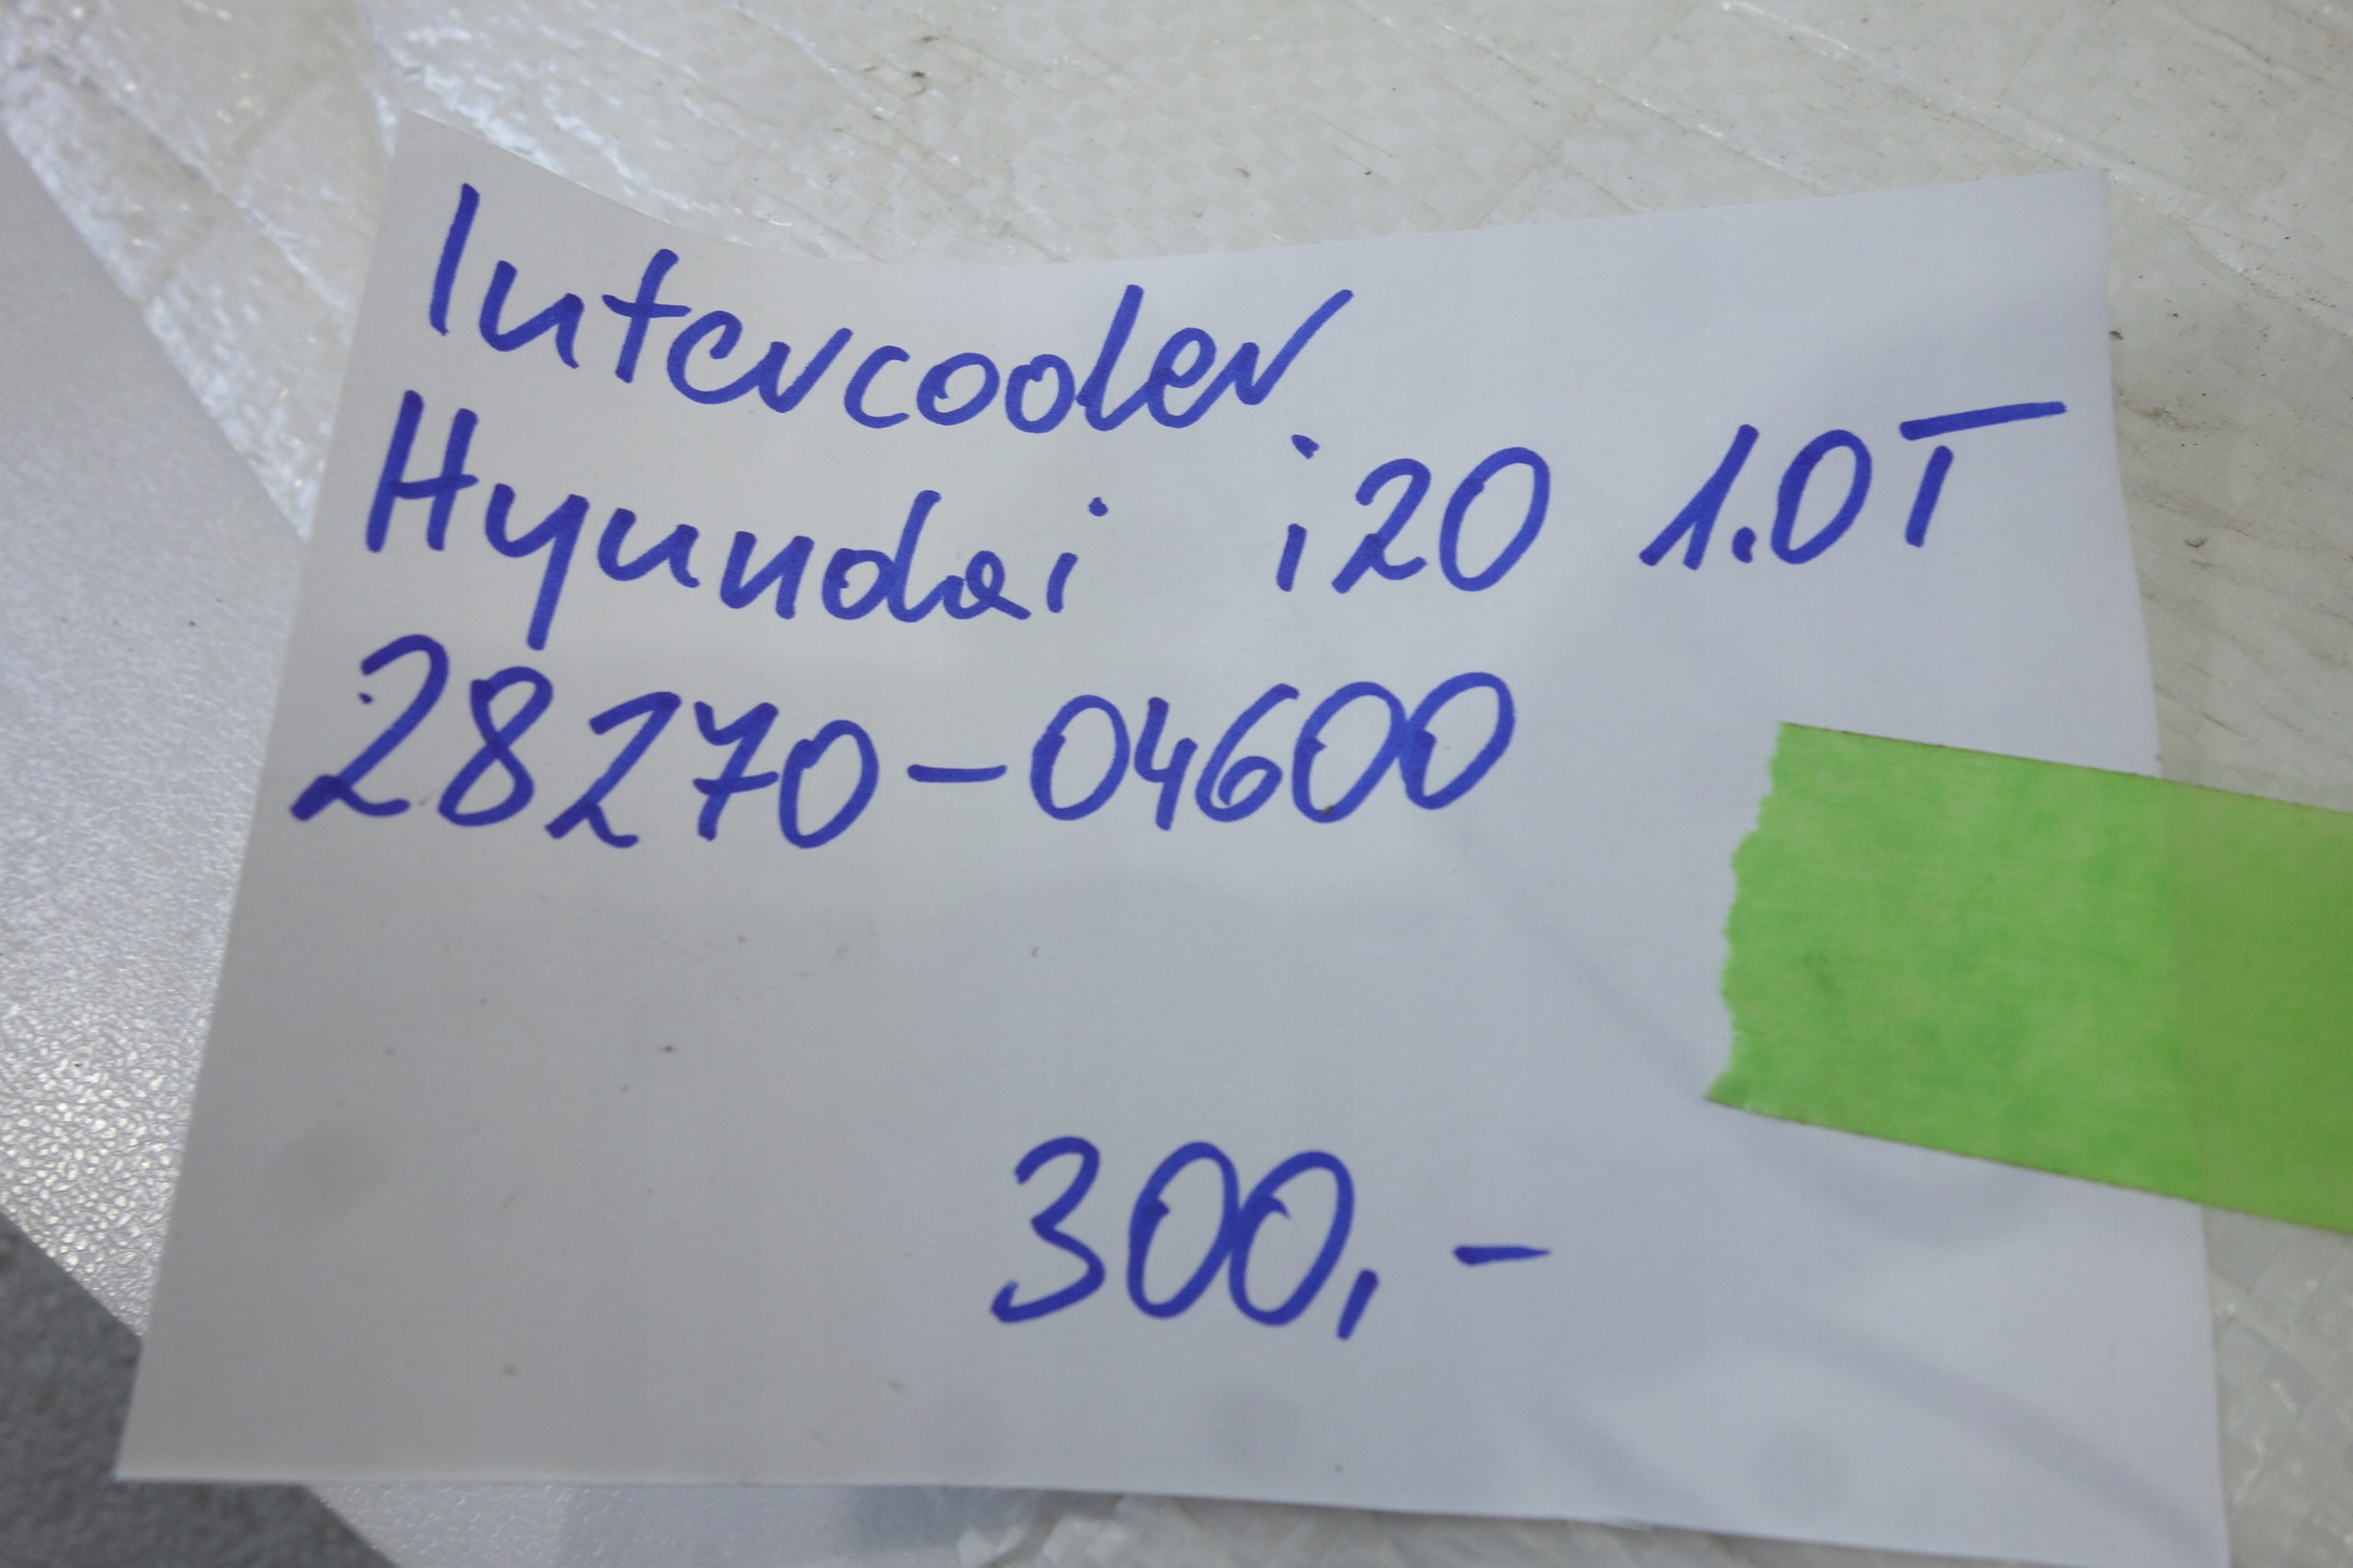 Intercooler
Hyundai i20 1.0T
28270-04600
300,-